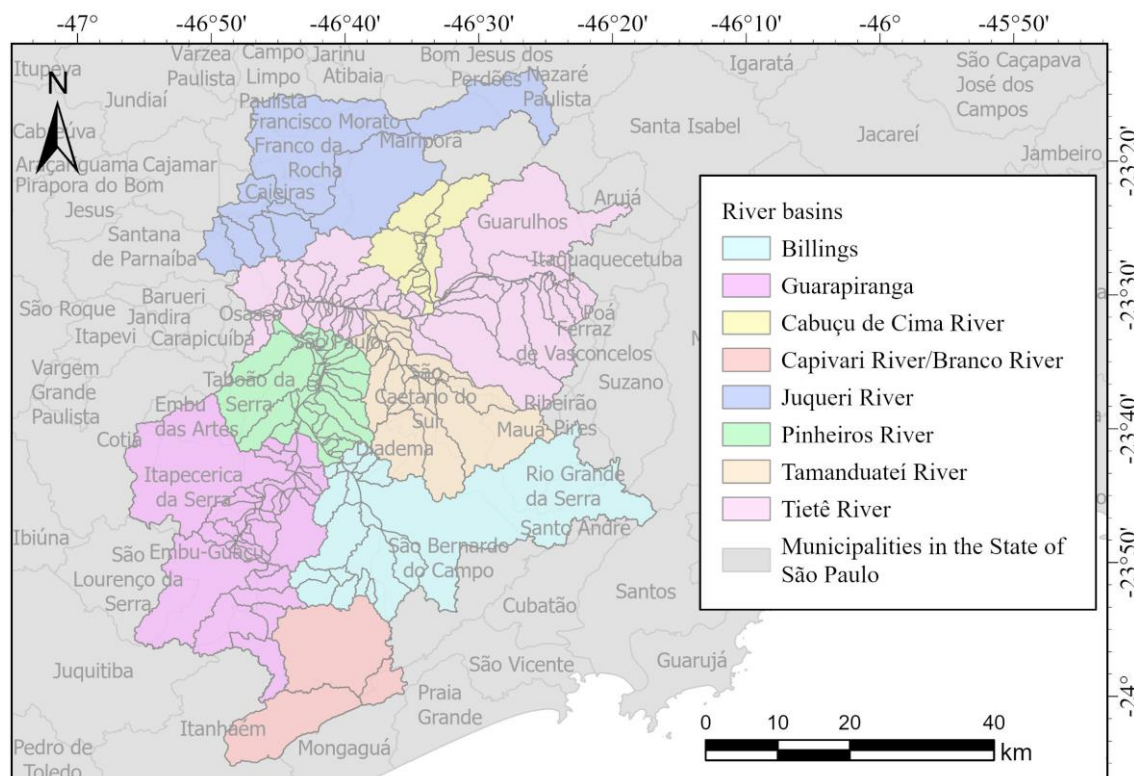 -47° -46°50' -46°40' -46°30' -46°20' -46°10' -46° -45°50'
Itupeva
Várzea
Paulista
Campo
Limpo
Paulista
Jarinu
Atibaia
Bom Jesus dos
Perdões
Nazaré
Paulista
Igaratá
São
José dos
Campos
Caçapava
N
Jundiaí
Francisco Morato
Franco da
Rocha
Mairiporã
Santa Isabel
Jacareí
Jambeiro
-23°20'
Araçariguama
Cajamar
Pirapora do Bom
Jesus
Caieiras
Arujá
Guarulhos
Santana
de Parnaíba
Itaquaquecetuba
-23°30'
São Roque
Barueri
Jandira
Osasco
Itapevi
Carapicuíba
São Paulo
Poá
Ferraz
de Vasconcelos
Suzano
Vargem
Grande
Paulista
Taboão da
Serra
São
Caetano do
Sul
Embu
das Artes
Cotia
Mauá
Ribeirão
Pires
-23°40'
Diadema
Itapecerica
da Serra
Rio Grande
da Serra
Santo André
Ibiúna
São
Lourenço da
Serra
Embu-Guaçu
São Bernardo
do Campo
-23°50'
Cubatão
Santos
Juquitiba
São Vicente
Guarujá
Praia
Grande
-24°
Itanhaém
Mongaguá
Pedro de
Toledo
River basins
Billings
Guarapiranga
Cabuçu de Cima River
Capivari River/Branco River
Juqueri River
Pinheiros River
Tamanduateí River
Tietê River
Municipalities in the State of
São Paulo
0 10 20 40
km